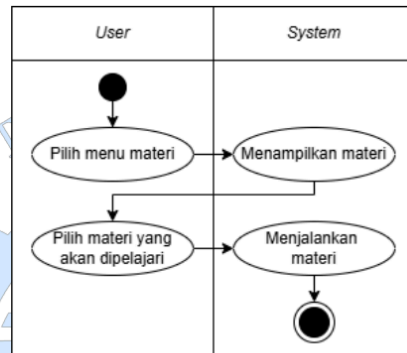 User
System
Pilih menu materi
Menampilkan materi
Pilih materi yang
akan dipelajari
Menjalankan
materi